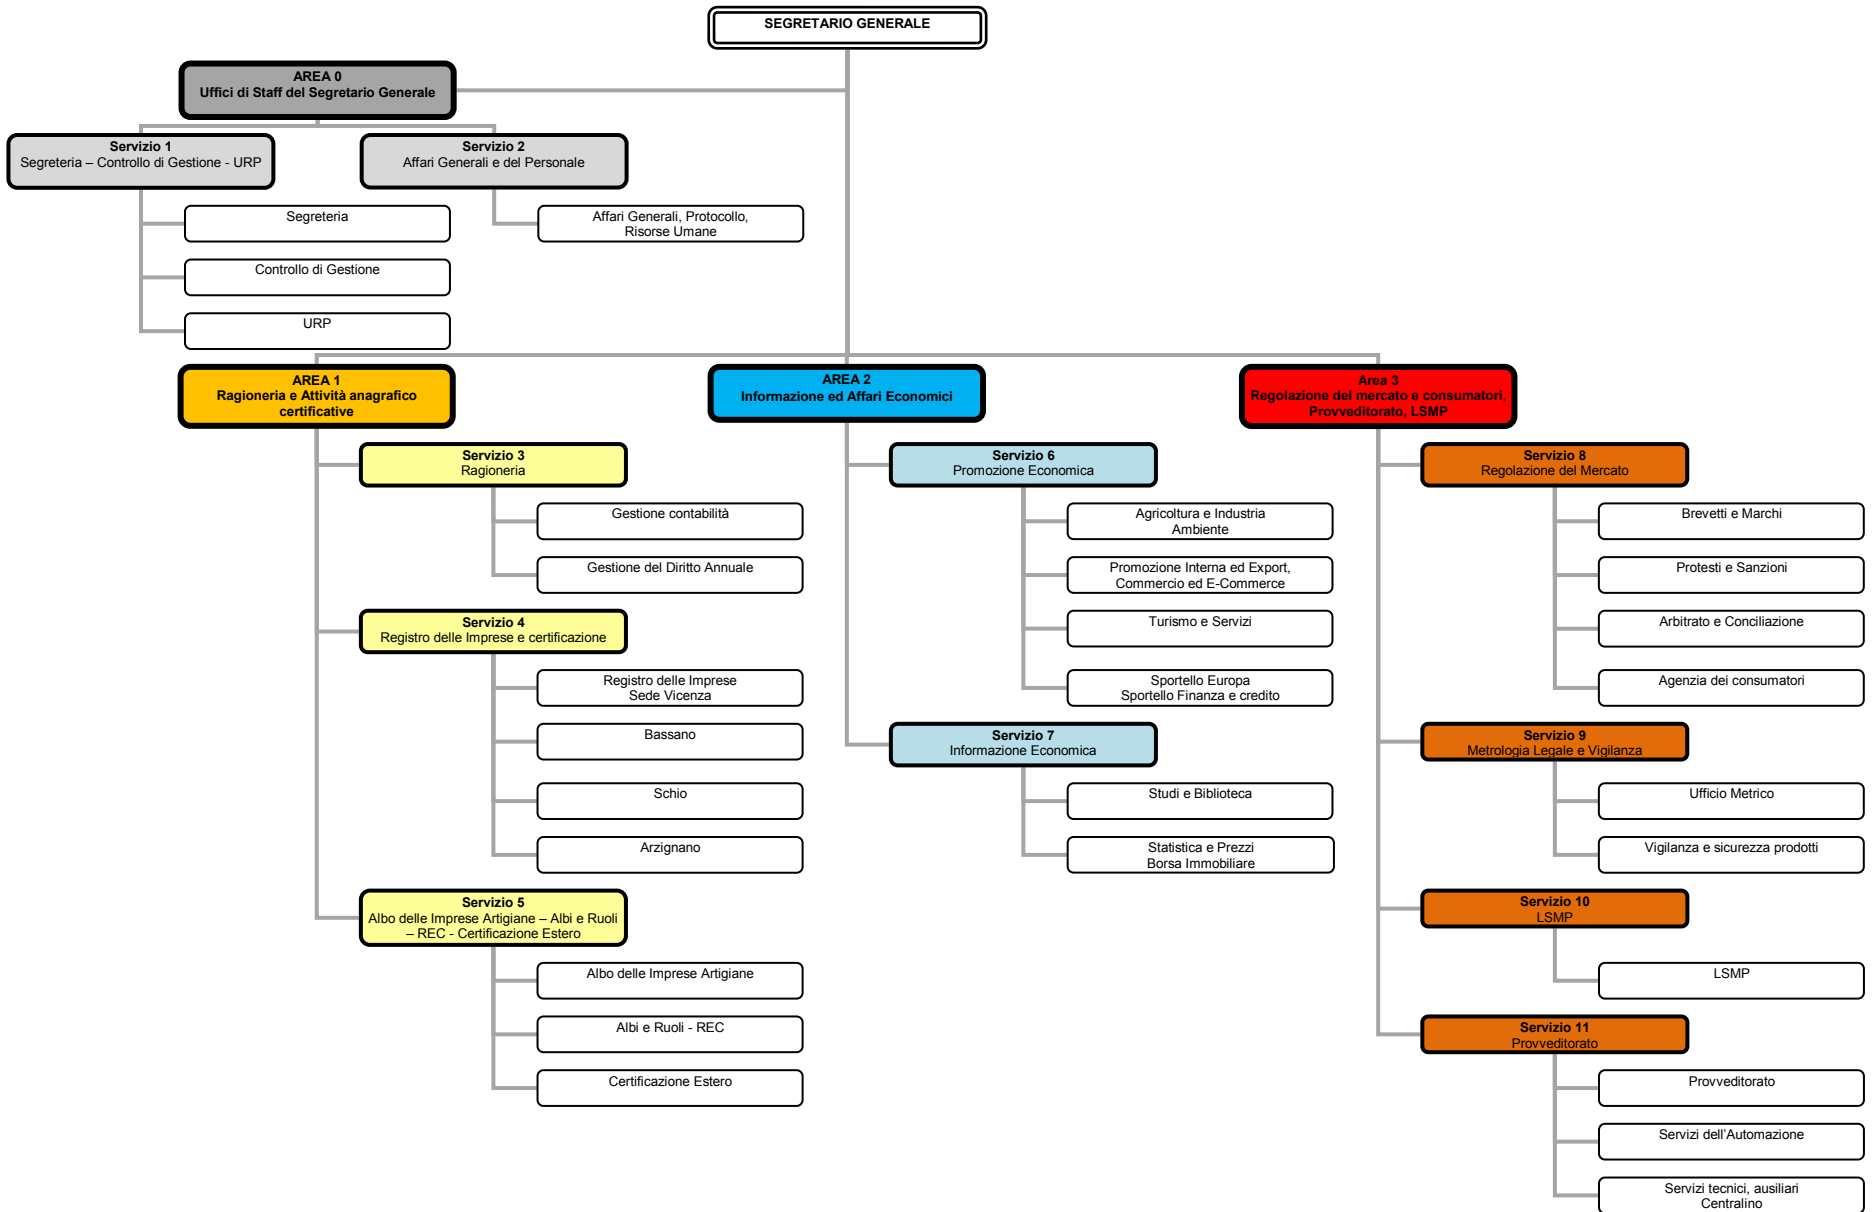 SEGRETARIO GENERALE
AREA 0
Uffici di Staff del Segretario Generale
Servizio 1
Segreteria – Controllo di Gestione - URP
Servizio 2
Affari Generali e del Personale
Segreteria
Controllo di Gestione
URP
Affari Generali, Protocollo,
Risorse Umane
AREA 1
Ragioneria e Attività anagrafico
certificative
Servizio 3
Ragioneria
Gestione contabilità
Gestione del Diritto Annuale
Servizio 4
Registro delle Imprese e certificazione
Registro delle Imprese
Sede Vicenza
Bassano
Schio
Arzignano
Servizio 5
Albo delle Imprese Artigiane – Albi e Ruoli
– REC - Certificazione Estero
Albo delle Imprese Artigiane
Albi e Ruoli - REC
Certificazione Estero
AREA 2
Informazione ed Affari Economici
Servizio 6
Promozione Economica
Agricoltura e Industria
Ambiente
Promozione Interna ed Export,
Commercio ed E-Commerce
Turismo e Servizi
Sportello Europa
Sportello Finanza e credito
Servizio 7
Informazione Economica
Studi e Biblioteca
Statistica e Prezzi
Borsa Immobiliare
Area 3
Regolazione del mercato e consumatori,
Provveditorato, LSMP
Servizio 8
Regolazione del Mercato
Brevetti e Marchi
Protesti e Sanzioni
Arbitrato e Conciliazione
Agenzia dei consumatori
Servizio 9
Metrologia Legale e Vigilanza
Ufficio Metrico
Vigilanza e sicurezza prodotti
Servizio 10
LSMP
LSMP
Servizio 11
Provveditorato
Provveditorato
Servizi dell'Automazione
Servizi tecnici, ausiliari
Centralino